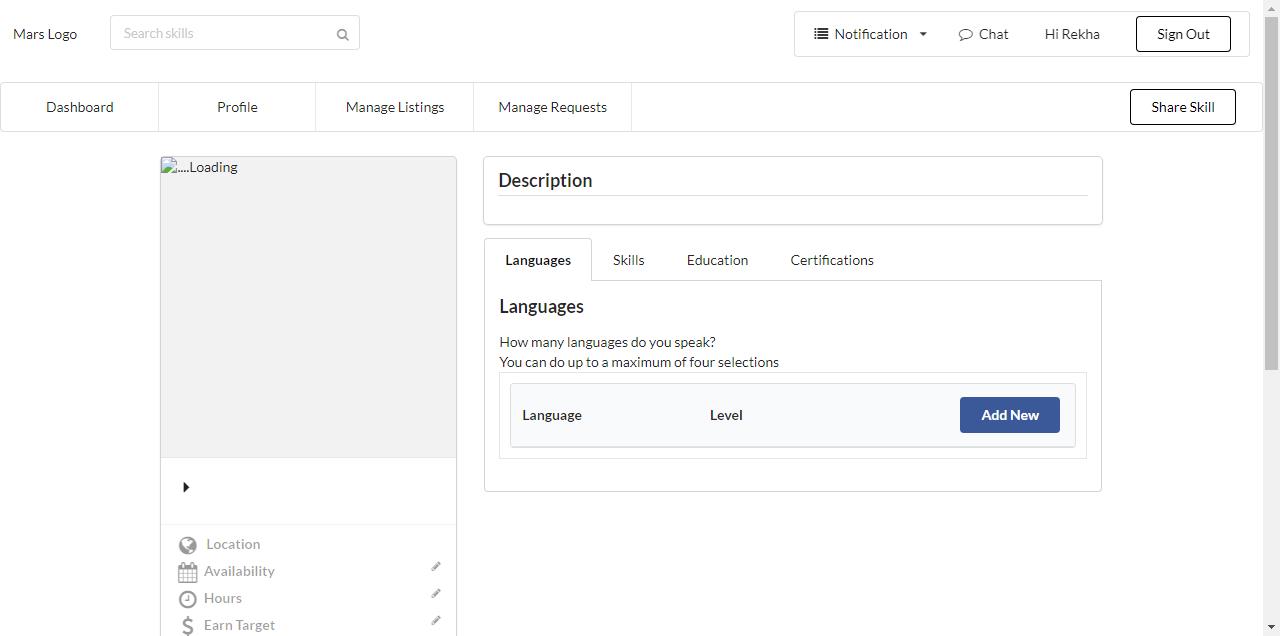 Mars Logo
Search skills
Notification
Chat
Hi Rekha
Sign Out
Dashboard
Profile
Manage Listings
Manage Requests
Share Skill
....Loading
Description
Languages
Skills
Education
Certifications
Languages
How many languages do you speak?
You can do up to a maximum of four selections
Language
Level
Add New
Location
Availability
Hours
Earn Target